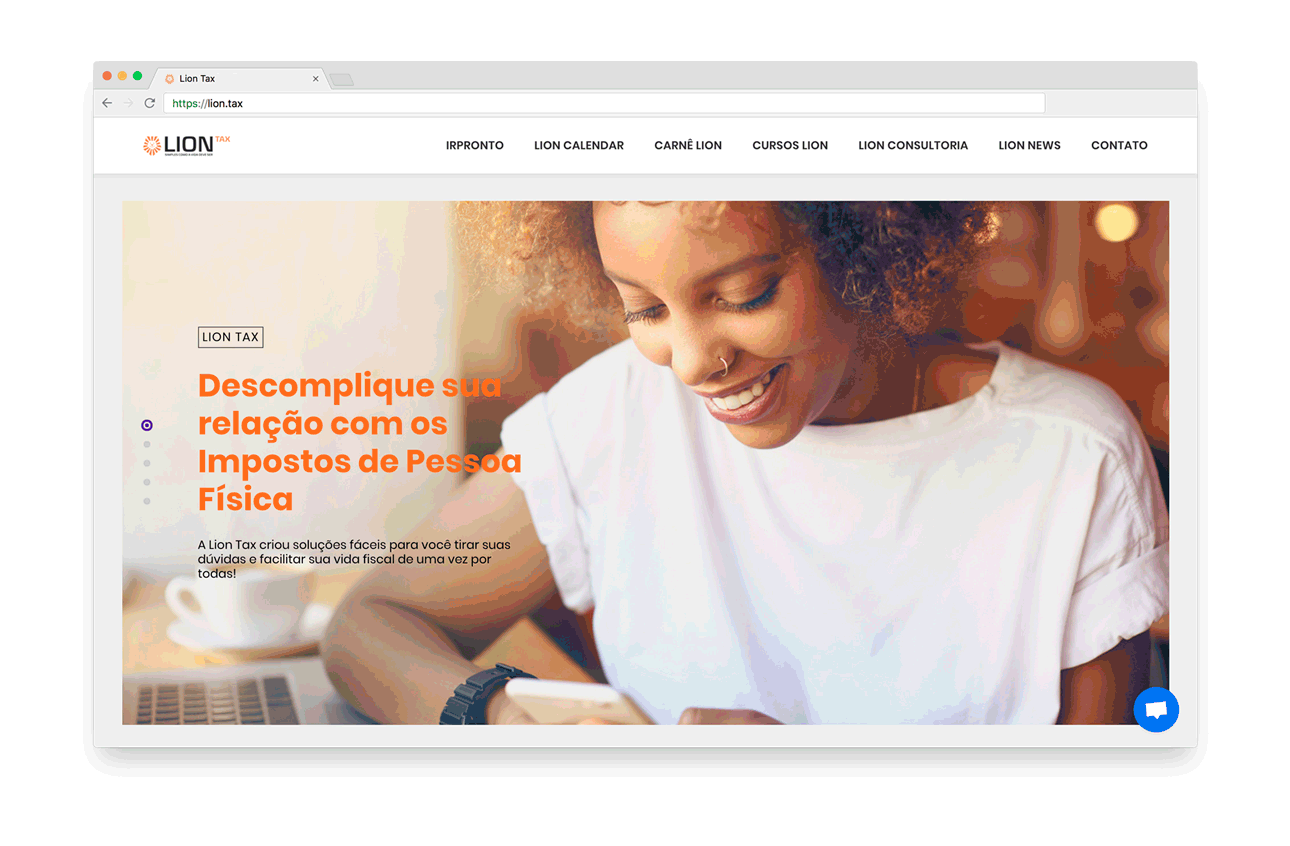 Lion Tax
https://lion.tax
LION TAX
IRPRONTO LION CALENDAR CARNÊ LION CURSOS LION LION CONSULTORIA LION NEWS CONTATO
LION TAX
Descomplique sua
relação com os
Impostos de Pessoa
Física
A Lion Tax criou soluções fáceis para você tirar suas
dúvidas e facilitar sua vida fiscal de uma vez por
todas!